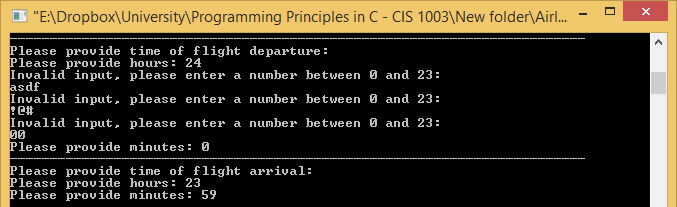 "E:\Dropbox\University\Programming Principles in C - CIS 1003\New folder\Airl...
Please provide time of flight departure:
Please provide hours: 24
Invalid input, please enter a number between 0 and 23:
asdf
Invalid input, please enter a number between 0 and 23:
!@#
Invalid input, please enter a number between 0 and 23:
00
Please provide minutes: 0
Please provide time of flight arrival:
Please provide hours: 23
Please provide minutes: 59